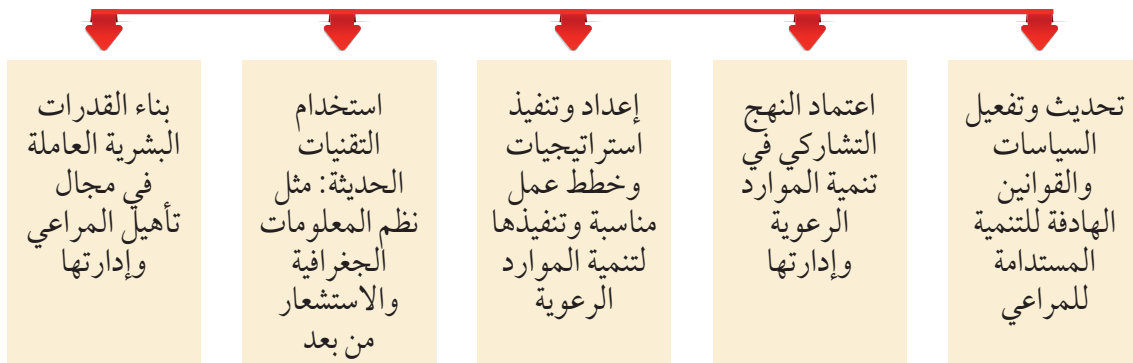 تحديث وتفعيل
السياسات
والقوانين
الهادفة للتنمية
المستدامة
للمراعي
اعتماد النهج
التشاركي في
تنمية الموارد
الرعوية
وإدارتها
إعداد وتنفيذ
استراتيجيات
وخطط عمل
مناسبة وتنفيذها
لتنمية الموارد
الرعوية
استخدام
التقنيات
الحديثة: مثل
نظم المعلومات
الجغرافية
والاستشعار
من بعد
بناء القدرات
البشرية العاملة
في مجال
تأهيل المراعي
وإدارتها